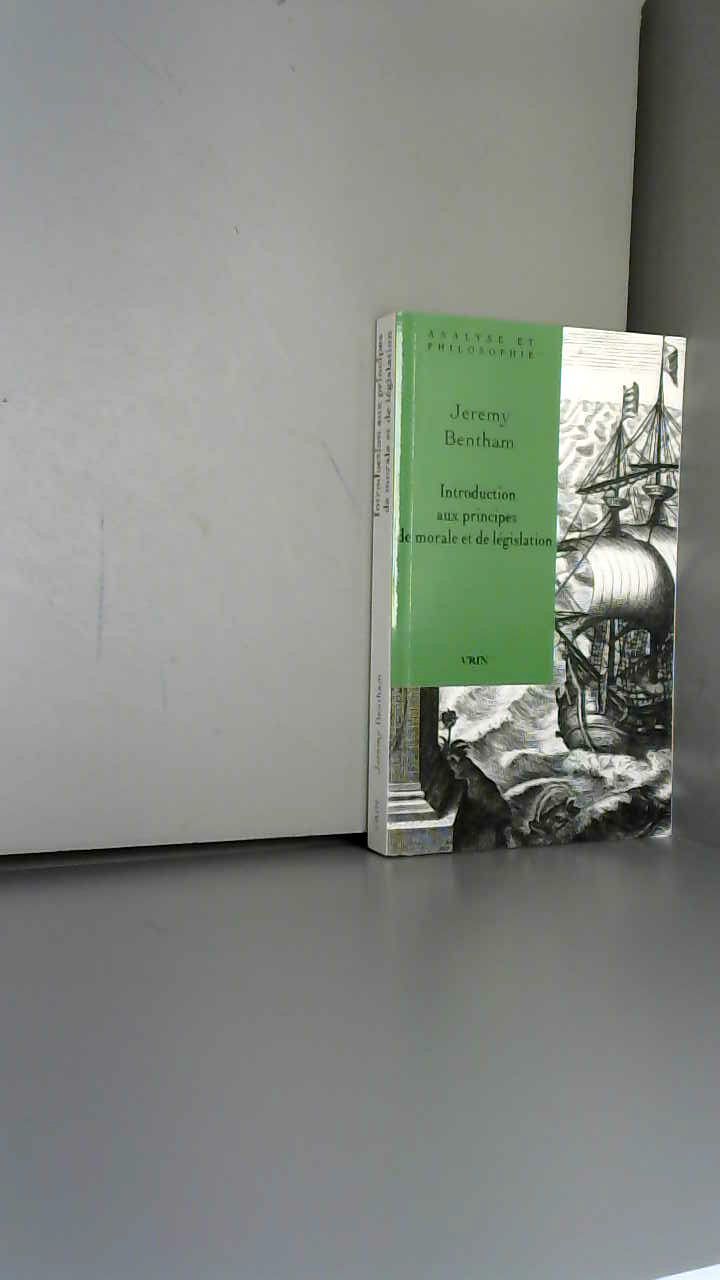 ANALYSE ET
PHILOSOPHIE
Jeremy
Bentham
Introduction
aux principes
de morale et de législation
VRIN
Introduction aux principes
de morale et de législation
Jeremy Bentham
VRIN